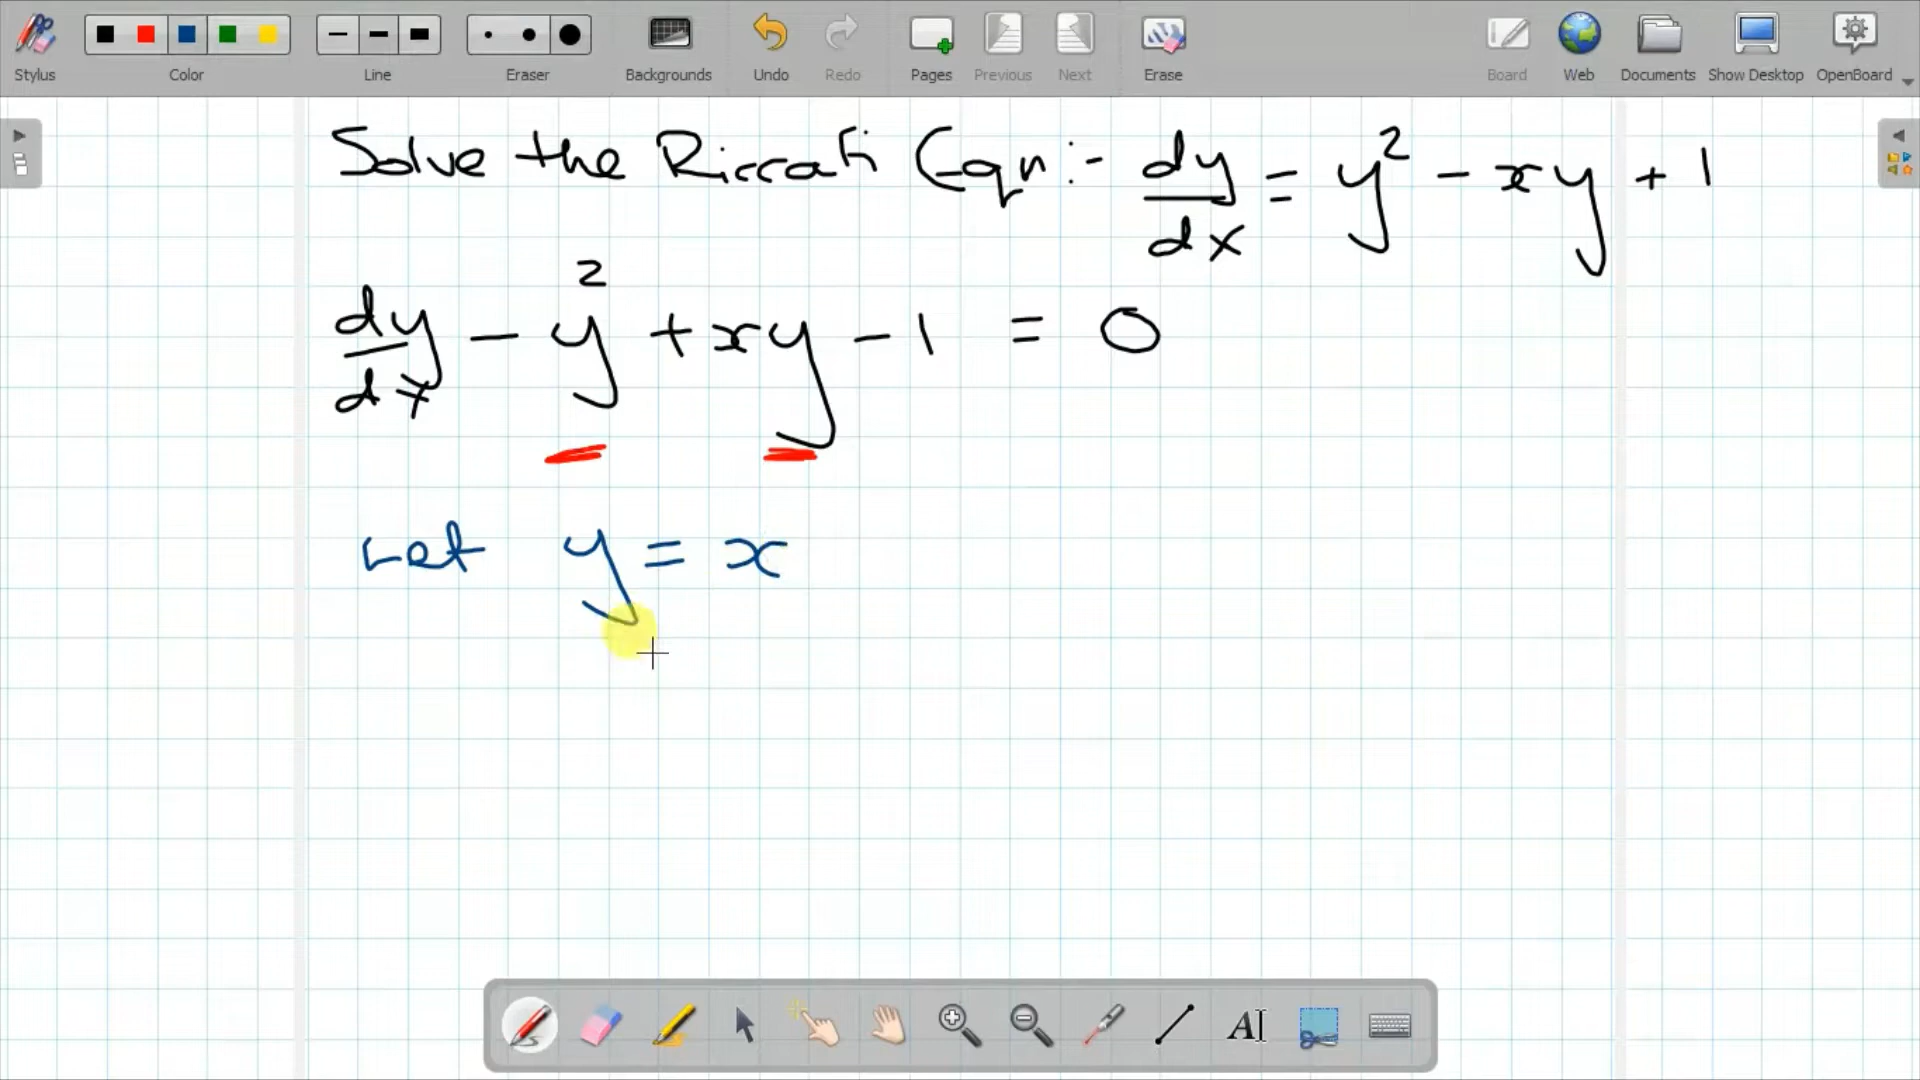 Stylus Color Line Eraser Backgrounds Undo Redo Pages Previous Next Erase Board Web Documents Show Desktop OpenBoard
Solve the Riccati Eqn:- dy/dx = y² - xy + 1
dy/dx - y² + xy - 1 = 0
Let y = x